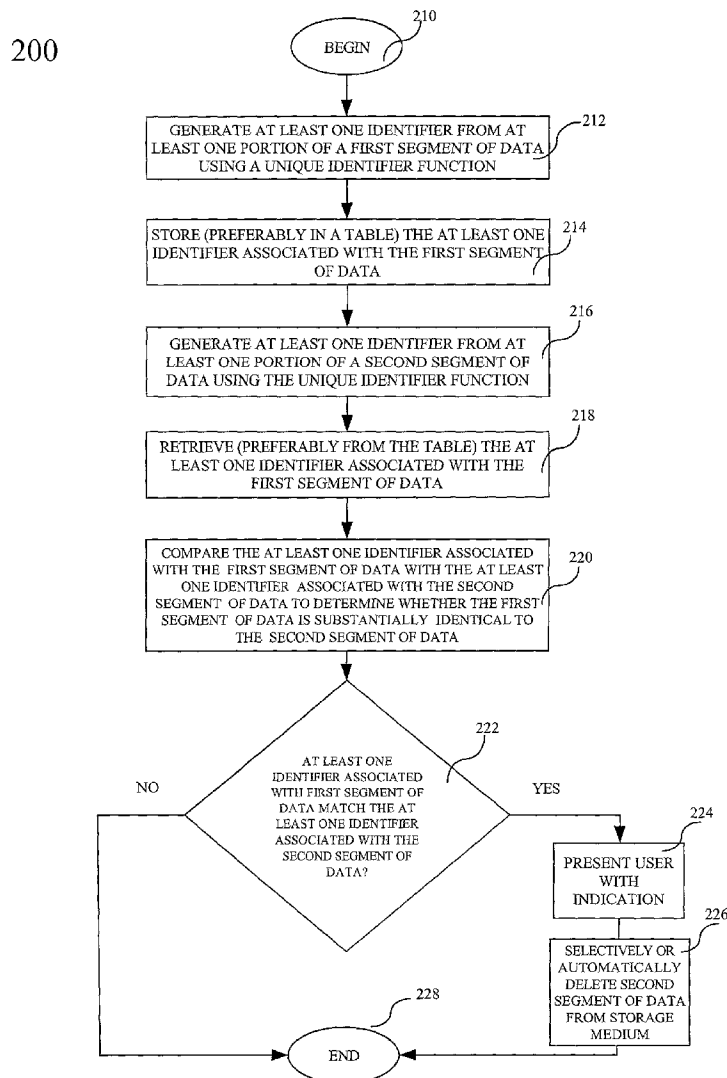 200
210
BEGIN
212
GENERATE AT LEAST ONE IDENTIFIER FROM AT
LEAST ONE PORTION OF A FIRST SEGMENT OF DATA
USING A UNIQUE IDENTIFIER FUNCTION
214
STORE (PREFERABLY IN A TABLE) THE AT LEAST ONE
IDENTIFIER ASSOCIATED WITH THE FIRST SEGMENT
OF DATA
216
GENERATE AT LEAST ONE IDENTIFIER FROM AT
LEAST ONE PORTION OF A SECOND SEGMENT OF
DATA USING THE UNIQUE IDENTIFIER FUNCTION
218
RETRIEVE (PREFERABLY FROM THE TABLE) THE AT
LEAST ONE IDENTIFIER ASSOCIATED WITH THE
FIRST SEGMENT OF DATA
220
COMPARE THE AT LEAST ONE IDENTIFIER ASSOCIATED
WITH THE FIRST SEGMENT OF DATA WITH THE AT LEAST
ONE IDENTIFIER ASSOCIATED WITH THE SECOND
SEGMENT OF DATA TO DETERMINE WHETHER THE FIRST
SEGMENT OF DATA IS SUBSTANTIALLY IDENTICAL TO
THE SECOND SEGMENT OF DATA
222
AT LEAST ONE
IDENTIFIER ASSOCIATED
WITH FIRST SEGMENT OF
DATA MATCH THE AT
LEAST ONE IDENTIFIER
ASSOCIATED WITH THE
SECOND SEGMENT OF
DATA?
NO
YES
224
PRESENT USER
WITH
INDICATION
226
SELECTIVELY OR
AUTOMATICALLY
DELETE SECOND
SEGMENT OF DATA
FROM STORAGE
MEDIUM
228
END